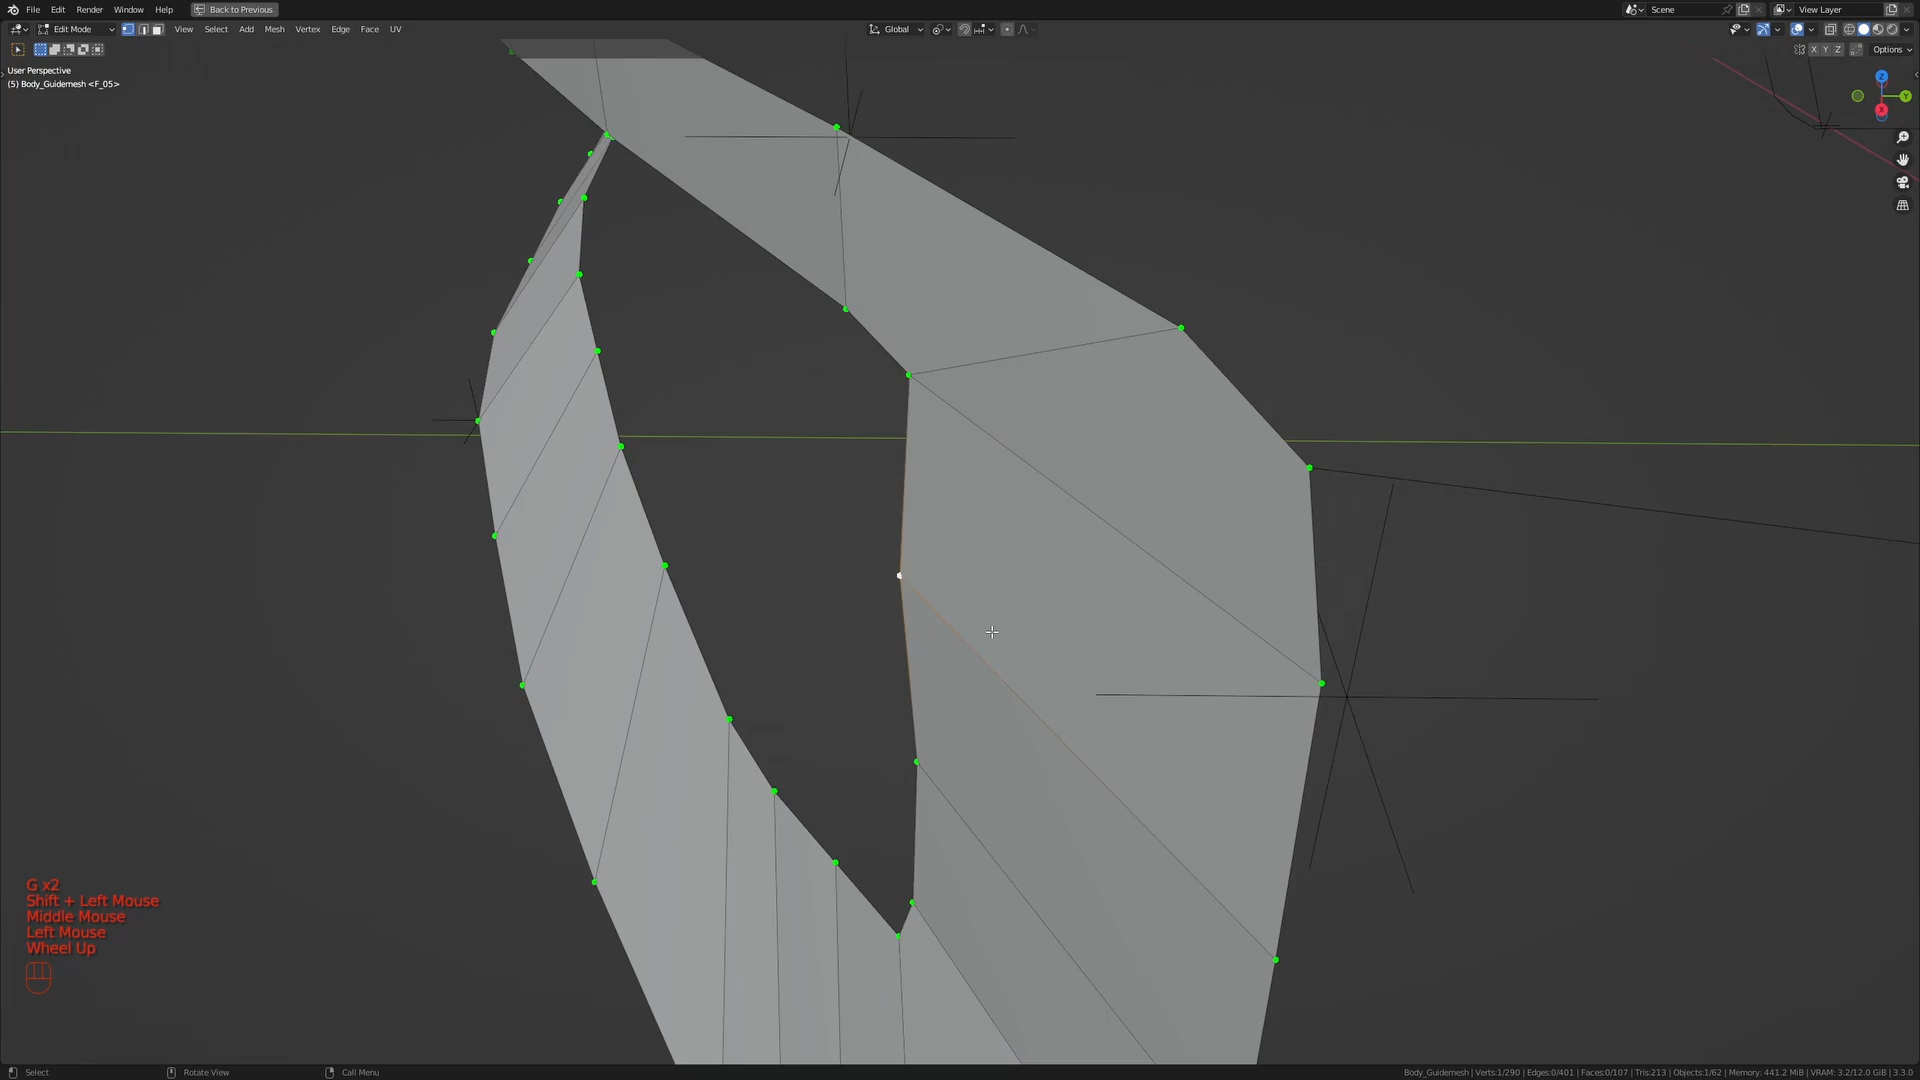 File Edit Render Window Help Back to Previous Scene View Layer
Edit Mode View Select Add Mesh Vertex Edge Face UV Global
X Y Z Options
User Perspective
(5) Body_Guidemesh <F_05>
Z
Y
X
G x2
Shift + Left Mouse
Middle Mouse
Left Mouse
Wheel Up
Select Rotate View Call Menu Body_Guidemesh | Verts:1/290 | Edges:0/401 | Faces:0/107 | Tris:213 | Objects:1/62 | Memory: 441.2 MiB | VRAM: 3.2/12.0 GiB | 3.3.0